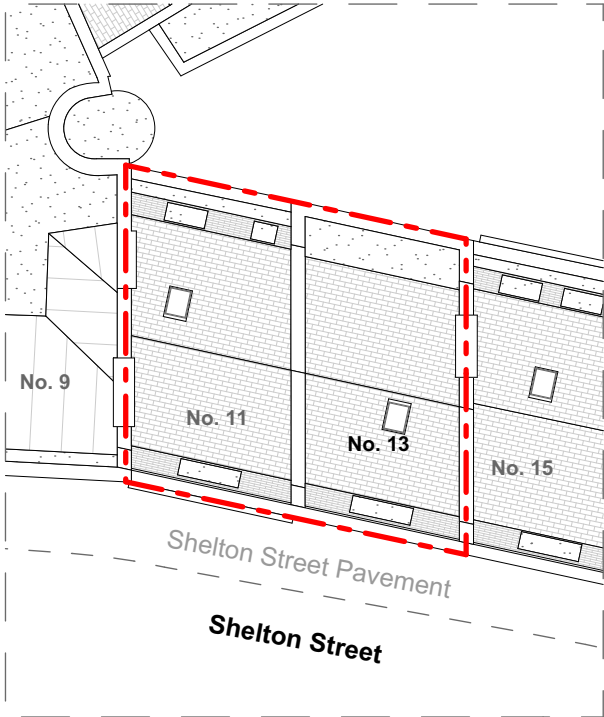 No. 9
No. 11
No. 13
No. 15
Shelton Street Pavement
Shelton Street